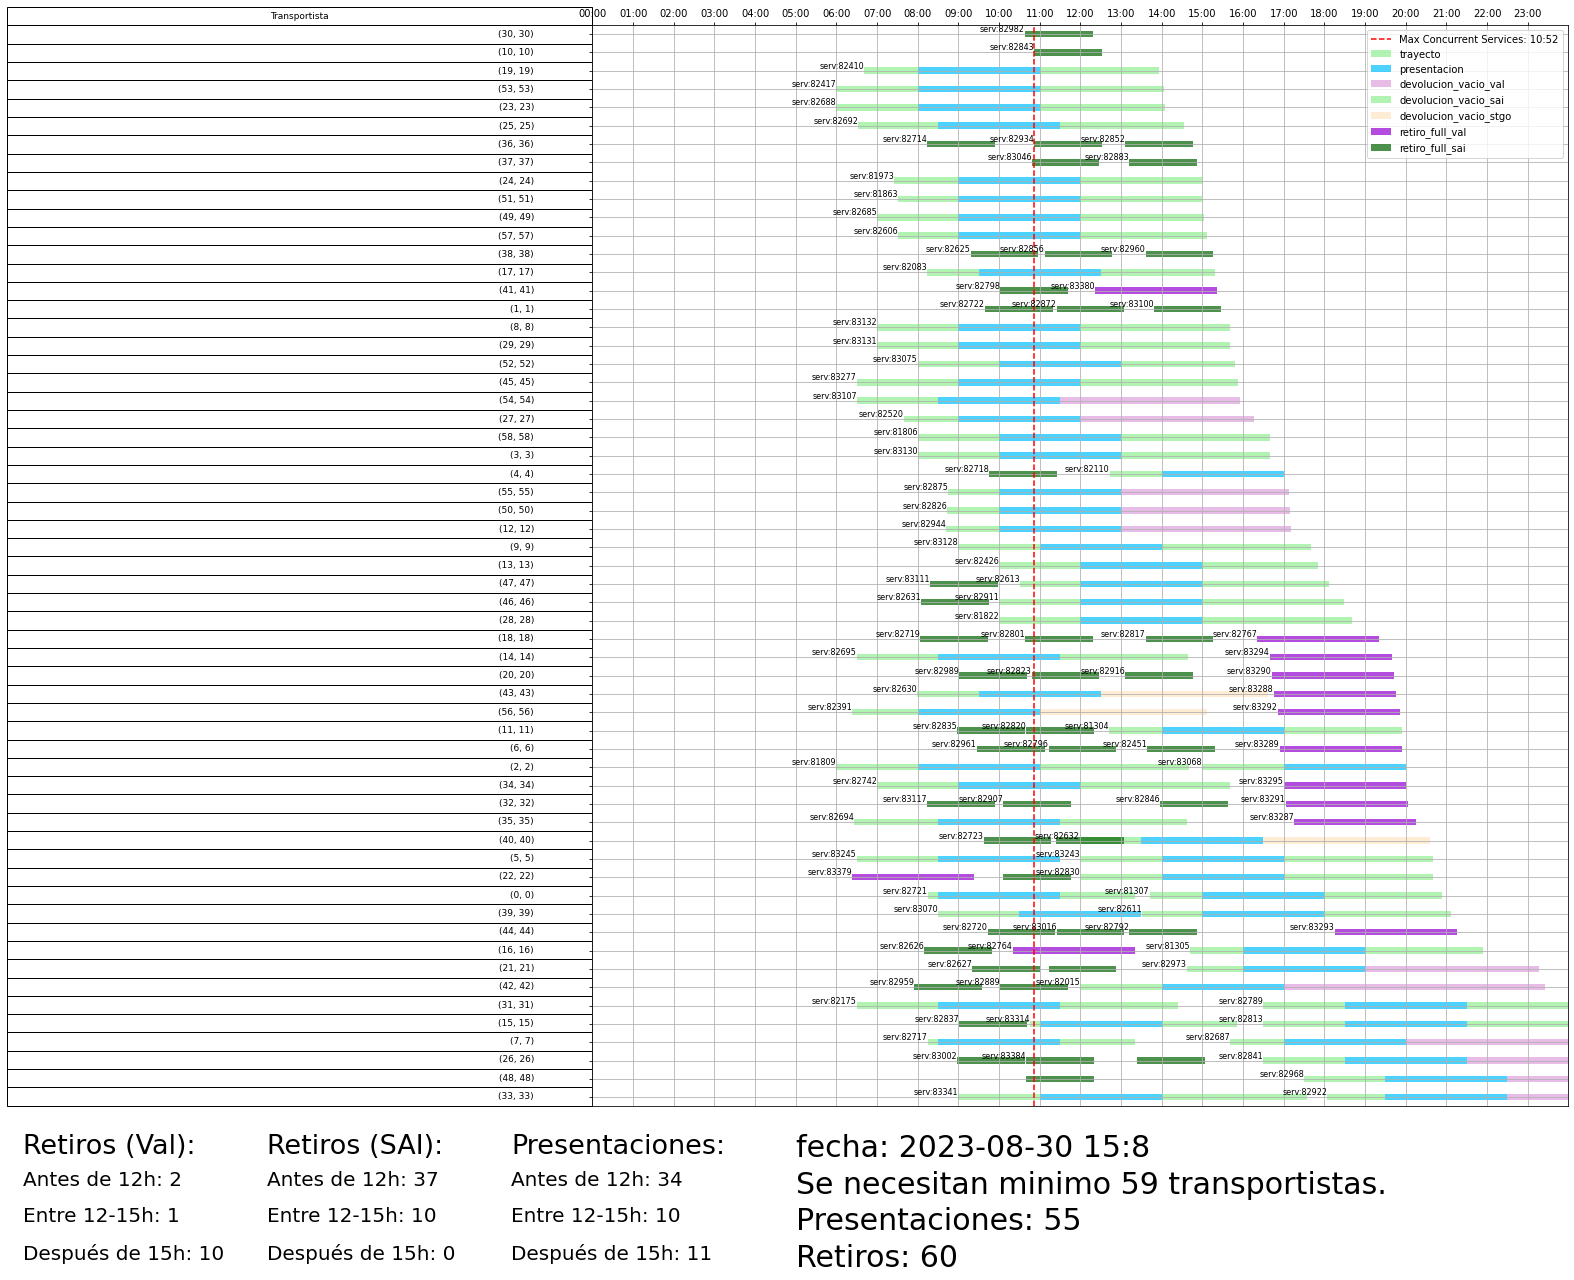 Transportista
00:00 01:00 02:00 03:00 04:00 05:00 06:00 07:00 08:00 09:00 10:00 11:00 12:00 13:00 14:00 15:00 16:00 17:00 18:00 19:00 20:00 21:00 22:00 23:00
Max Concurrent Services: 10:52
trayecto
presentacion
devolucion_vacio_val
devolucion_vacio_sai
devolucion_vacio_stgo
retiro_full_val
retiro_full_sai
(30, 30) serv:82982
(10, 10) serv:82843
(19, 19) serv:82410
(53, 53) serv:82417
(23, 23) serv:82688
(25, 25) serv:82692
(36, 36) serv:82714 serv:82934 serv:82852
(37, 37) serv:83046 serv:82883
(24, 24) serv:81973
(51, 51) serv:81863
(49, 49) serv:82685
(57, 57) serv:82606
(38, 38) serv:82625 serv:82856 serv:82960
(17, 17) serv:82083
(41, 41) serv:82798 serv:83380
(1, 1) serv:82722 serv:82872 serv:83100
(8, 8) serv:83132
(29, 29) serv:83131
(52, 52) serv:83075
(45, 45) serv:83277
(54, 54) serv:83107
(27, 27) serv:82520
(58, 58) serv:81806
(3, 3) serv:83130
(4, 4) serv:82718 serv:82110
(55, 55) serv:82875
(50, 50) serv:82826
(12, 12) serv:82944
(9, 9) serv:83128
(13, 13) serv:82426
(47, 47) serv:83111 serv:82613
(46, 46) serv:82631 serv:82911
(28, 28) serv:81822
(18, 18) serv:82719 serv:82801 serv:82817 serv:82767
(14, 14) serv:82695 serv:83294
(20, 20) serv:82989 serv:82823 serv:82916 serv:83290
(43, 43) serv:82630 serv:83288
(56, 56) serv:82391 serv:83292
(11, 11) serv:82835 serv:82820 serv:81304
(6, 6) serv:82961 serv:82796 serv:82451 serv:83289
(2, 2) serv:81809 serv:83068
(34, 34) serv:82742 serv:83295
(32, 32) serv:83117 serv:82907 serv:82846 serv:83291
(35, 35) serv:82694 serv:83287
(40, 40) serv:82723 serv:82632
(5, 5) serv:83245 serv:83243
(22, 22) serv:83379 serv:82830
(0, 0) serv:82721 serv:81307
(39, 39) serv:83070 serv:82611
(44, 44) serv:82720 serv:83016 serv:82792 serv:83293
(16, 16) serv:82626 serv:82764 serv:81305
(21, 21) serv:82627 serv:82973
(42, 42) serv:82959 serv:82889 serv:82015
(31, 31) serv:82175 serv:82789
(15, 15) serv:82837 serv:83314 serv:82813
(7, 7) serv:82717 serv:82687
(26, 26) serv:83002 serv:83384 serv:82841
(48, 48) serv:82968
(33, 33) serv:83341 serv:82922
Retiros (Val):
Antes de 12h: 2
Entre 12-15h: 1
Después de 15h: 10
Retiros (SAI):
Antes de 12h: 37
Entre 12-15h: 10
Después de 15h: 0
Presentaciones:
Antes de 12h: 34
Entre 12-15h: 10
Después de 15h: 11
fecha: 2023-08-30 15:8
Se necesitan minimo 59 transportistas.
Presentaciones: 55
Retiros: 60